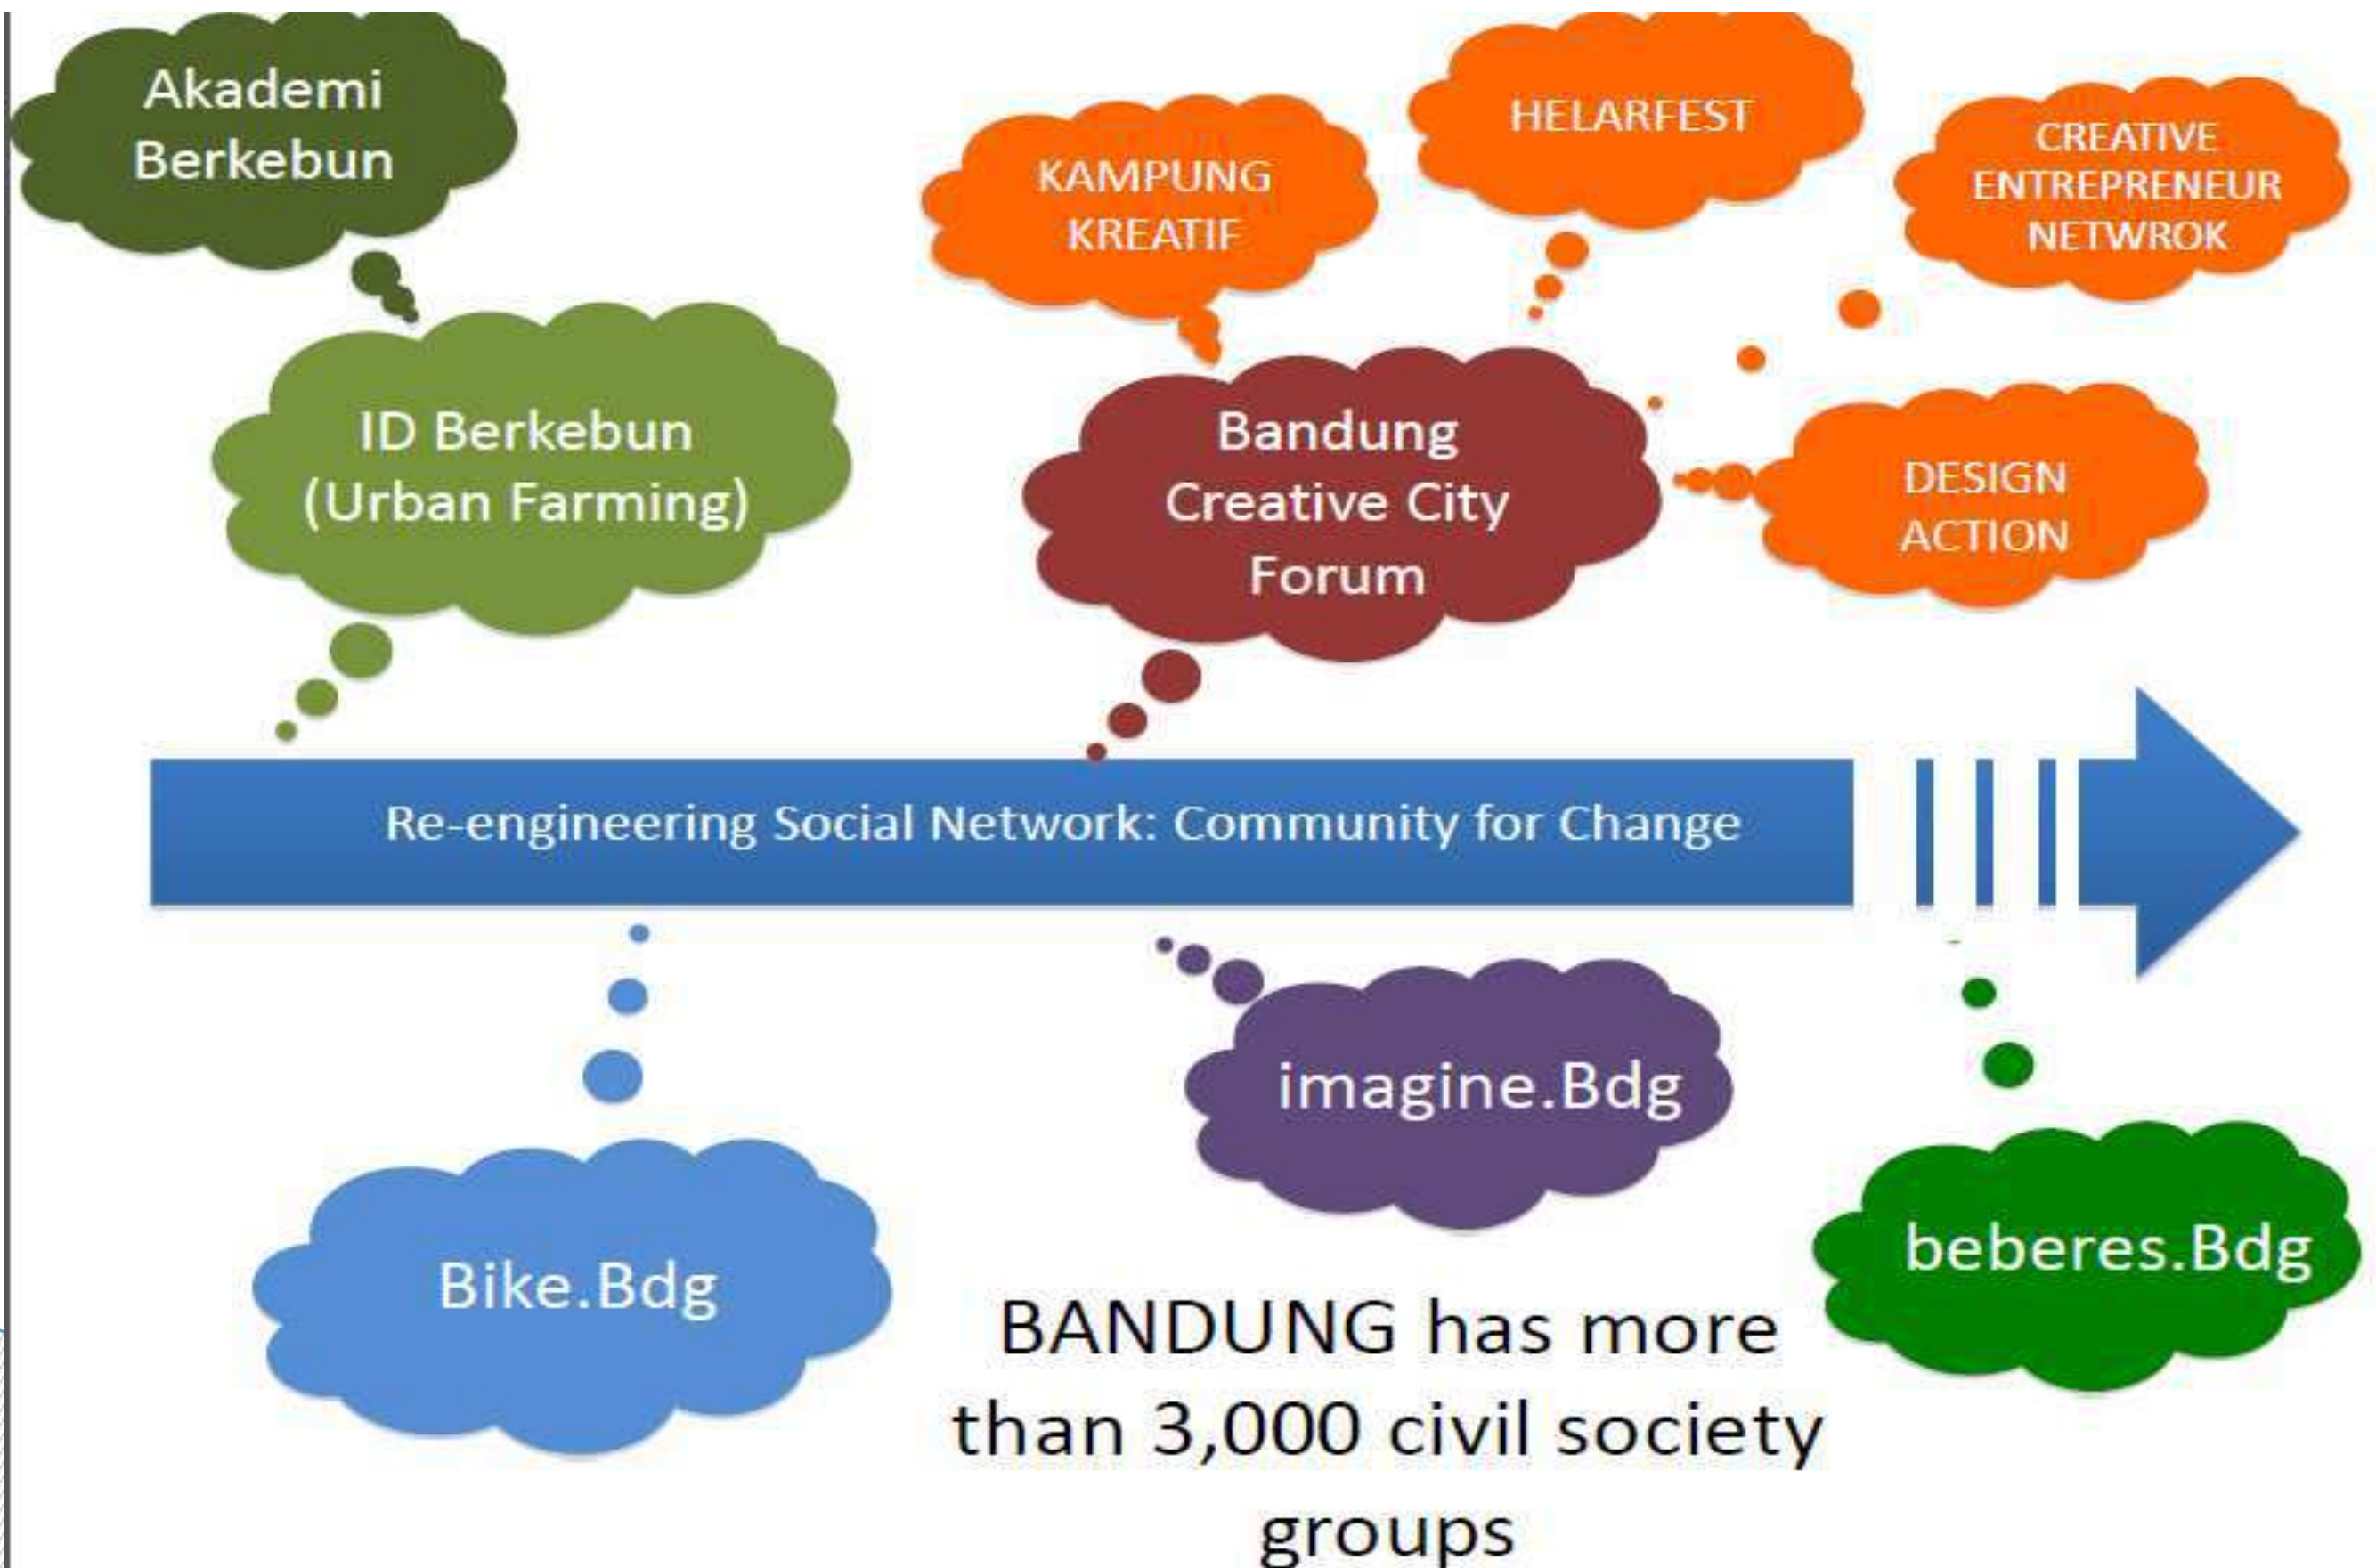 Akademi
Berkebun
KAMPUNG
KREATIF
HELARFEST
CREATIVE
ENTREPRENEUR
NETWROK
ID Berkebun
(Urban Farming)
Bandung
Creative City
Forum
DESIGN
ACTION
Re-engineering Social Network: Community for Change
imagine.Bdg
Bike.Bdg
beberes.Bdg
BANDUNG has more
than 3,000 civil society
groups